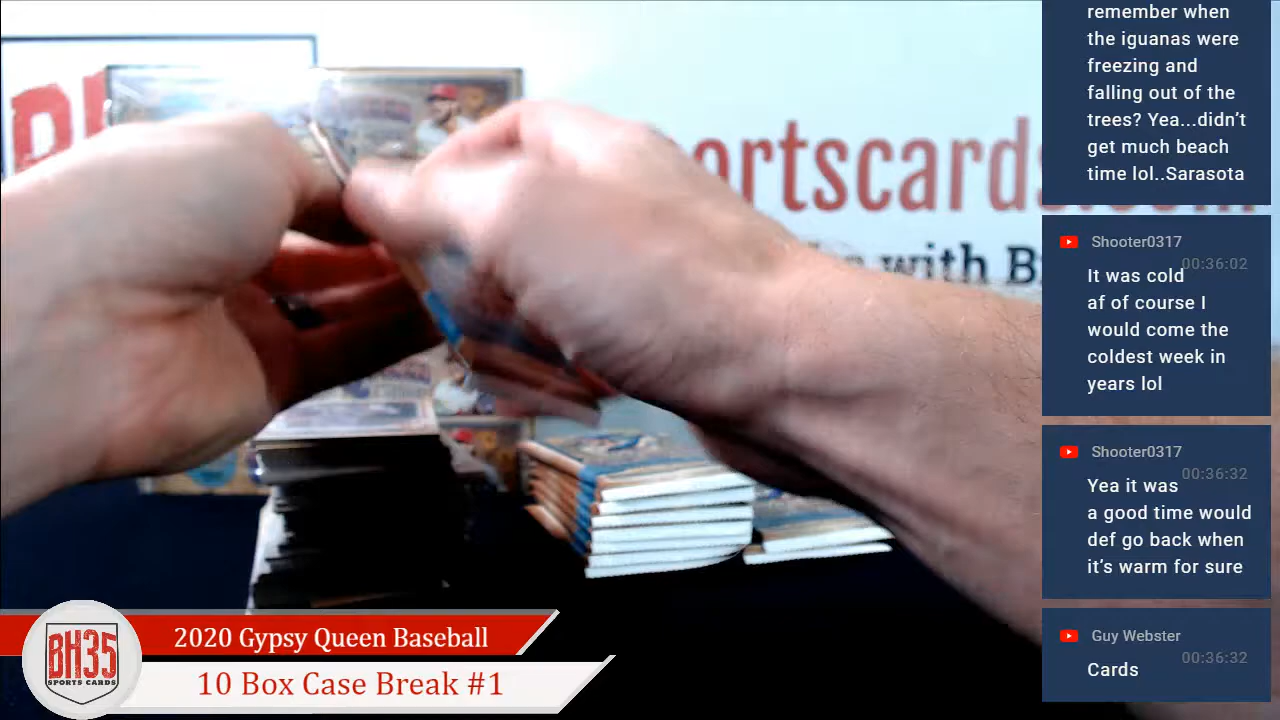 remember when
the iguanas were
freezing and
falling out of the
trees? Yea...didn't
get much beach
time lol..Sarasota
Shooter0317
00:36:02
It was cold
af of course I
would come the
coldest week in
years lol
Shooter0317
00:36:32
Yea it was
a good time would
def go back when
it's warm for sure
Guy Webster
00:36:32
Cards
ortscards.com
with B
2020 Gypsy Queen Baseball
10 Box Case Break #1
BH35
SPORTS CARDS